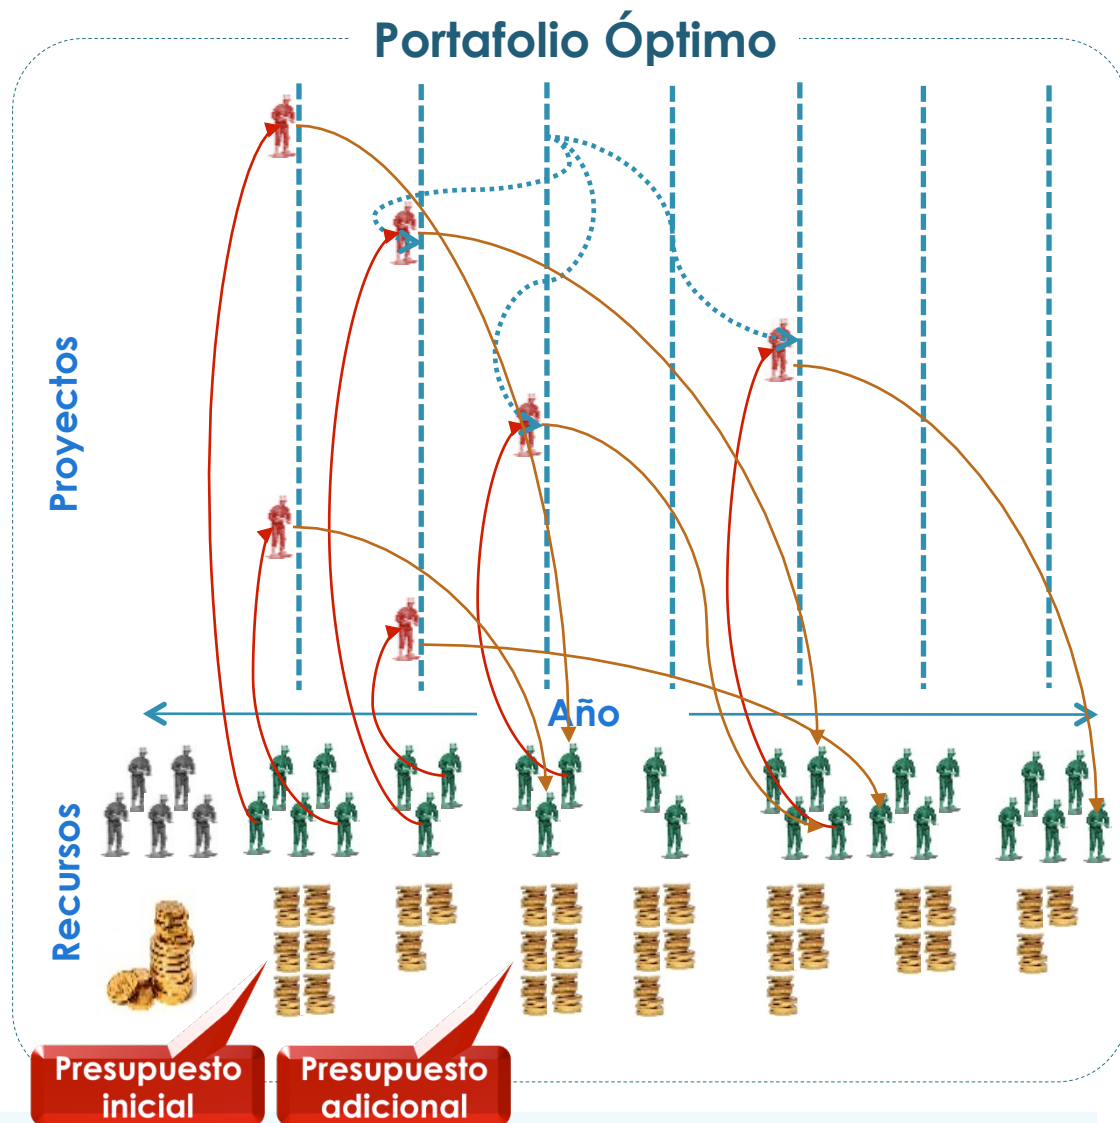 Portafolio Óptimo
Proyectos
Año
Recursos
Presupuesto
inicial
Presupuesto
adicional